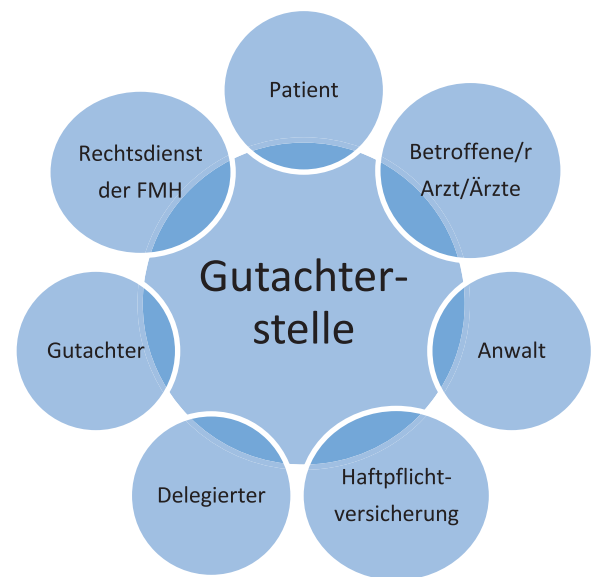 Patient
Betroffene/r
Arzt/Ärzte
Rechtsdienst
der FMH
Gutachter-
stelle
Gutachter
Anwalt
Delegierter
Haftpflicht-
versicherung